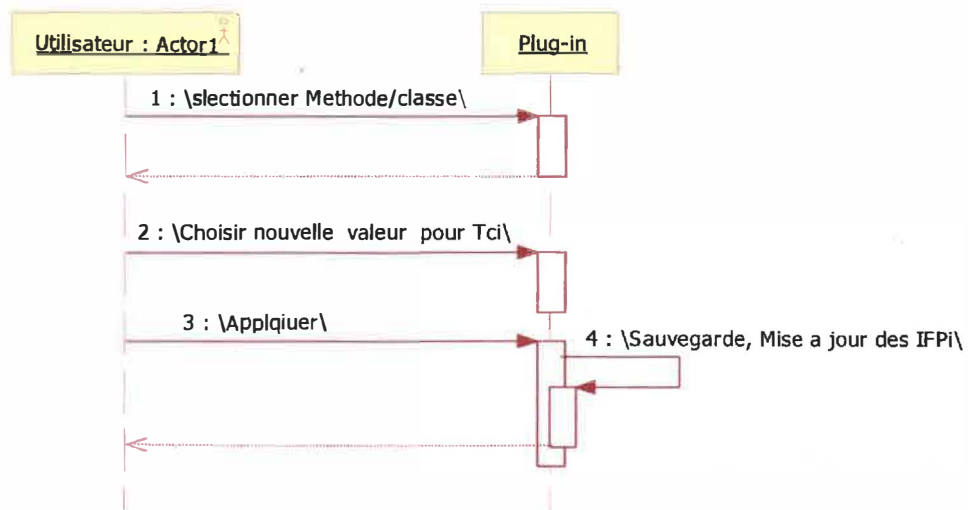 Utilisateur : Actor1
Plug-in
1 : \slectionner Methode/classe\
2 : \Choisir nouvelle valeur pour Tci\
3 : \Applqiuer\
4 : \Sauvegarde, Mise a jour des IFPi\